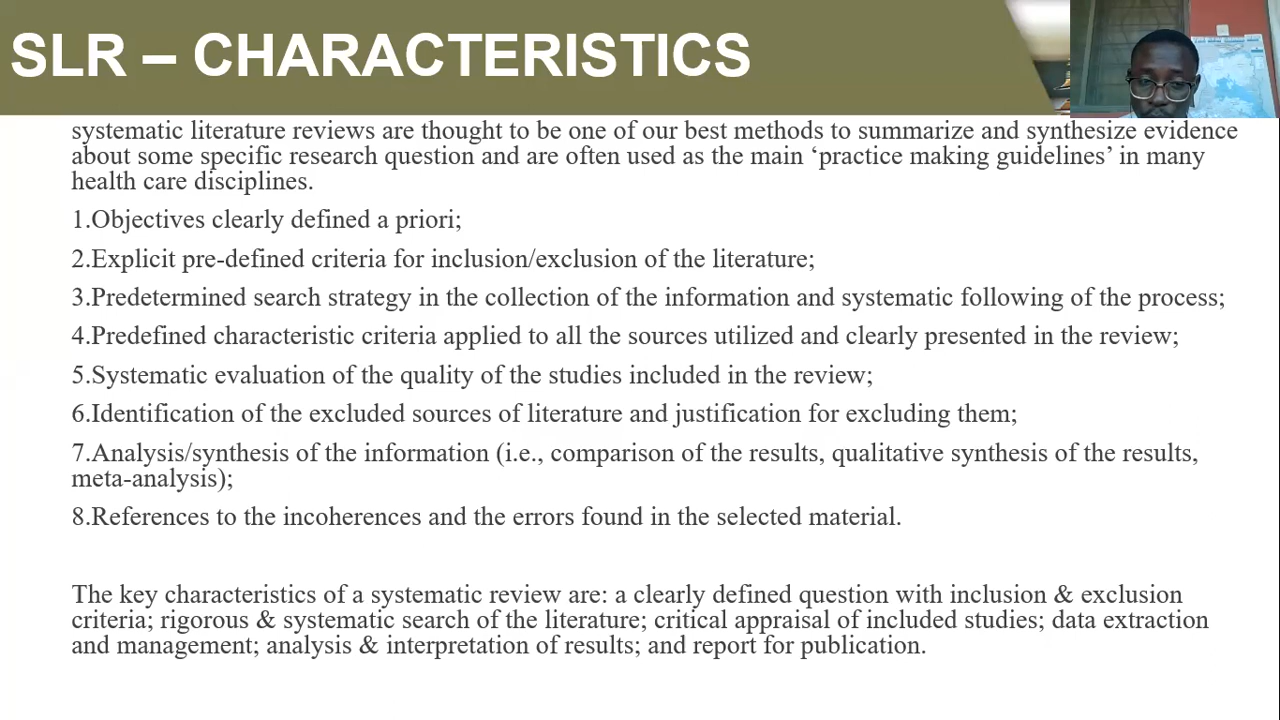 SLR – CHARACTERISTICS
systematic literature reviews are thought to be one of our best methods to summarize and synthesize evidence
about some specific research question and are often used as the main ‘practice making guidelines’ in many
health care disciplines.
1.Objectives clearly defined a priori;
2.Explicit pre-defined criteria for inclusion/exclusion of the literature;
3.Predetermined search strategy in the collection of the information and systematic following of the process;
4.Predefined characteristic criteria applied to all the sources utilized and clearly presented in the review;
5.Systematic evaluation of the quality of the studies included in the review;
6.Identification of the excluded sources of literature and justification for excluding them;
7.Analysis/synthesis of the information (i.e., comparison of the results, qualitative synthesis of the results,
meta-analysis);
8.References to the incoherences and the errors found in the selected material.
The key characteristics of a systematic review are: a clearly defined question with inclusion & exclusion
criteria; rigorous & systematic search of the literature; critical appraisal of included studies; data extraction
and management; analysis & interpretation of results; and report for publication.